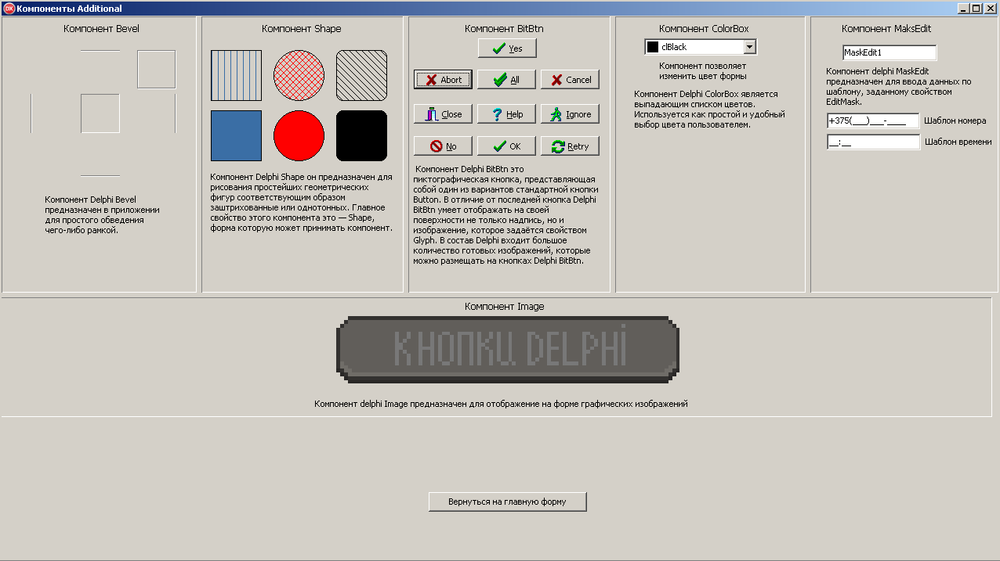 Компоненты Additional
Компонент Bevel
Компонент Delphi Bevel
предназначен в приложении
для простого обведения
чего-либо рамкой.
Компонент Shape
Компонент Delphi Shape он предназначен для
рисования простейших геометрических
фигур соответствующим образом
заштрихованные или однотонных. Главное
свойство этого компонента это — Shape,
форма которую может принимать компонент.
Компонент BitBtn
Yes
Abort
All
Cancel
Close
Help
Ignore
No
OK
Retry
Компонент Delphi BitBtn это
пиктографическая кнопка, представляющая
собой один из вариантов стандартной кнопки
Button. В отличие от последней кнопка Delphi
BitBtn умеет отображать на своей
поверхности не только надпись, но и
изображение, которое задаётся свойством
Glyph. В состав Delphi входит большое
количество готовых изображений, которые
можно размещать на кнопках Delphi BitBtn.
Компонент ColorBox
clBlack
Компонент позволяет
изменить цвет формы
Компонент Delphi ColorBox является
выпадающим списком цветов.
Используется как простой и удобный
выбор цвета пользователем.
Компонент MaksEdit
MaskEdit1
Компонент delphi MaskEdit
предназначен для ввода данных по
шаблону, заданному свойством
EditMask.
+375(___)___-____ Шаблон номера
__:__ Шаблон времени
Компонент Image
КНОПКЦ DELPHİ
Компонент delphi Image предназначен для отображение на форме графических изображений
Вернуться на главную форму